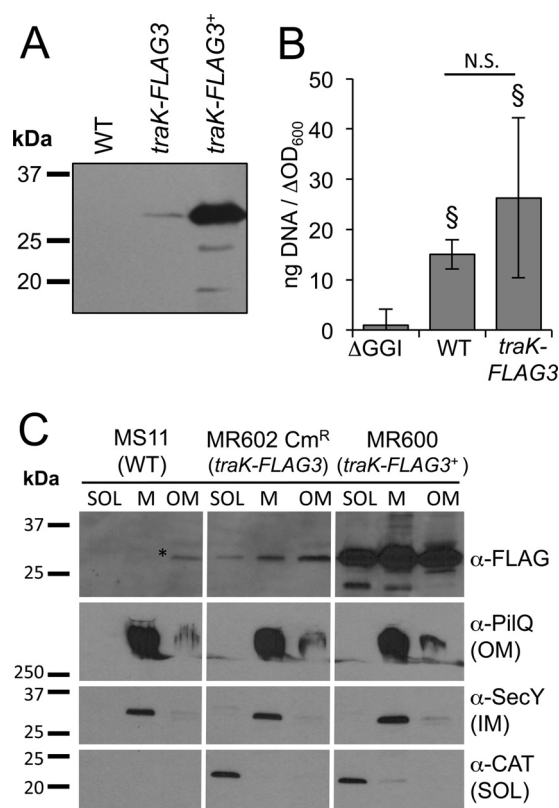 A
kDa
WT
traK-FLAG3
traK-FLAG3⁺
37
25
20
B
N.S.
ng DNA / ΔOD₆₀₀
50
40
30
20
10
0
§
§
ΔGGI
WT
traK-
FLAG3
C
MS11
(WT)
MR602 Cmᴿ
(traK-FLAG3)
MR600
(traK-FLAG3⁺)
kDa
SOL M OM
SOL M OM
SOL M OM
37
25
*
α-FLAG
α-PilQ
(OM)
250
37
25
α-SecY
(IM)
25
20
α-CAT
(SOL)